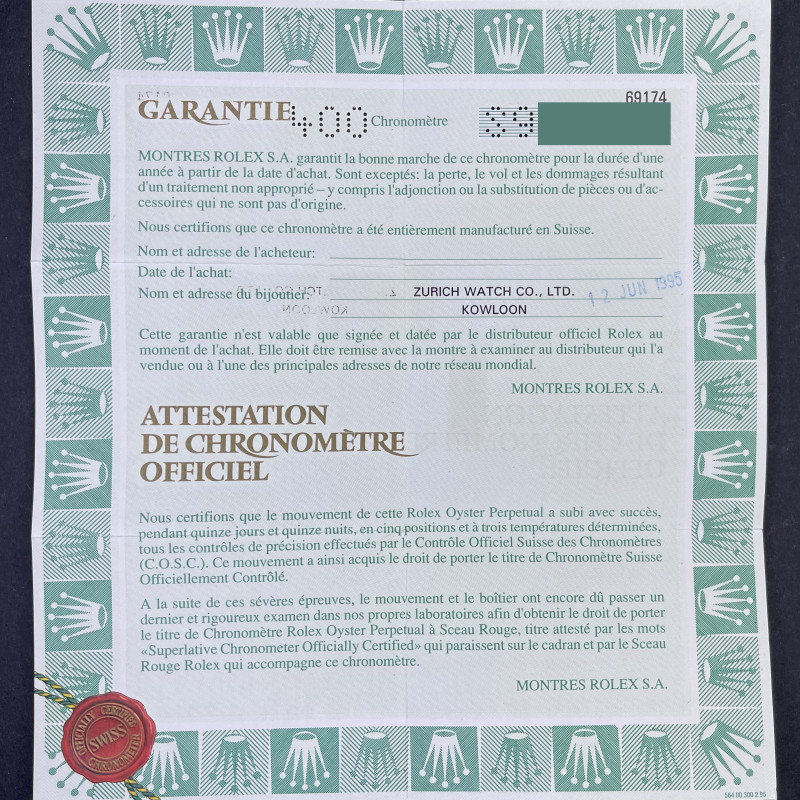 69174
GARANTIE 400 Chronomètre S9
MONTRES ROLEX S.A. garantit la bonne marche de ce chronomètre pour la durée d'une
année à partir de la date d'achat. Sont exceptés: la perte, le vol et les dommages résultant
d'un traitement non approprié – y compris l'adjonction ou la substitution de pièces ou d'ac-
cessoires qui ne sont pas d'origine.
Nous certifions que ce chronomètre a été entièrement manufacturé en Suisse.
Nom et adresse de l'acheteur:
Date de l'achat:
Nom et adresse du bijoutier: ZURICH WATCH CO., LTD. 12 JUN 1995
KOWLOON
Cette garantie n'est valable que signée et datée par le distributeur officiel Rolex au
moment de l'achat. Elle doit être remise avec la montre à examiner au distributeur qui l'a
vendue ou à l'une des principales adresses de notre réseau mondial.
MONTRES ROLEX S.A.
ATTESTATION
DE CHRONOMÈTRE
OFFICIEL
Nous certifions que le mouvement de cette Rolex Oyster Perpetual a subi avec succès,
pendant quinze jours et quinze nuits, en cinq positions et à trois températures déterminées,
tous les contrôles de précision effectués par le Contrôle Officiel Suisse des Chronomètres
(C.O.S.C.). Ce mouvement a ainsi acquis le droit de porter le titre de Chronomètre Suisse
Officiellement Contrôlé.
A la suite de ces sévères épreuves, le mouvement et le boîtier ont encore dû passer un
dernier et rigoureux examen dans nos propres laboratoires afin d'obtenir le droit de porter
le titre de Chronomètre Rolex Oyster Perpetual à Sceau Rouge, titre attesté par les mots
«Superlative Chronometer Officially Certified» qui paraissent sur le cadran et par le Sceau
Rouge Rolex qui accompagne ce chronomètre.
MONTRES ROLEX S.A.
OFFICIALLY CERTIFIED
SWISS
CHRONOMETER
564.00.300.2.95